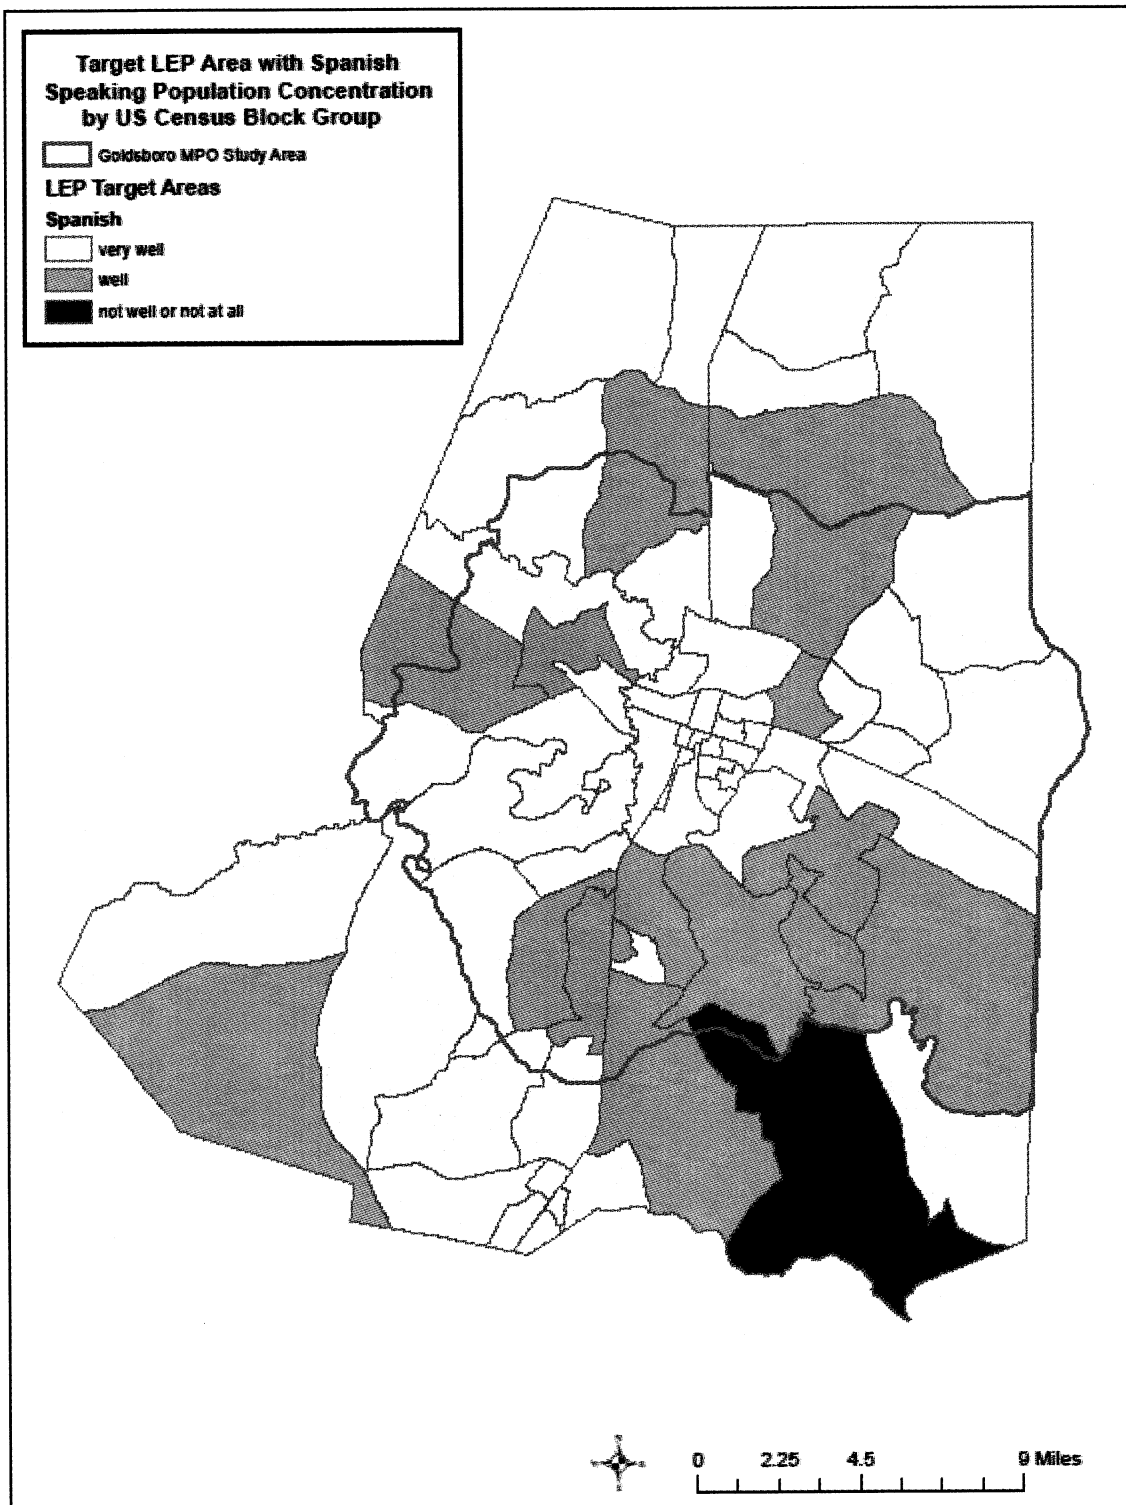 Target LEP Area with Spanish
Speaking Population Concentration
by US Census Block Group
Goldsboro MPO Study Area
LEP Target Areas
Spanish
very well
well
not well or not at all
0 2.25 4.5 9 Miles